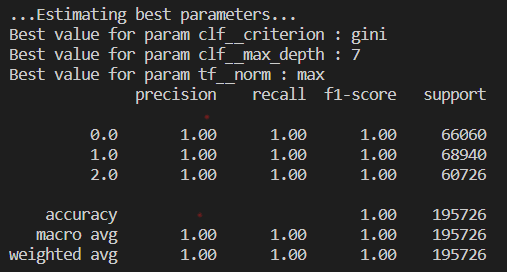 ...Estimating best parameters...
Best value for param clf__criterion : gini
Best value for param clf__max_depth : 7
Best value for param tf__norm : max
precision recall f1-score support
0.0 1.00 1.00 1.00 66060
1.0 1.00 1.00 1.00 68940
2.0 1.00 1.00 1.00 60726
accuracy 1.00 195726
macro avg 1.00 1.00 1.00 195726
weighted avg 1.00 1.00 1.00 195726